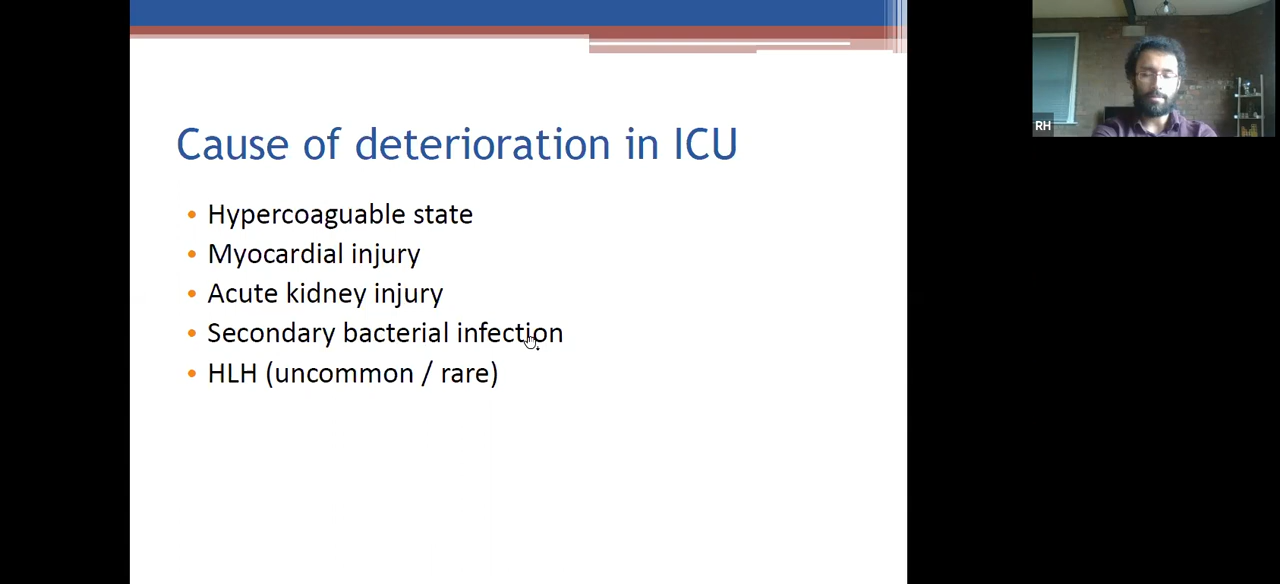 Cause of deterioration in ICU
• Hypercoaguable state
• Myocardial injury
• Acute kidney injury
• Secondary bacterial infection
• HLH (uncommon / rare)
RH